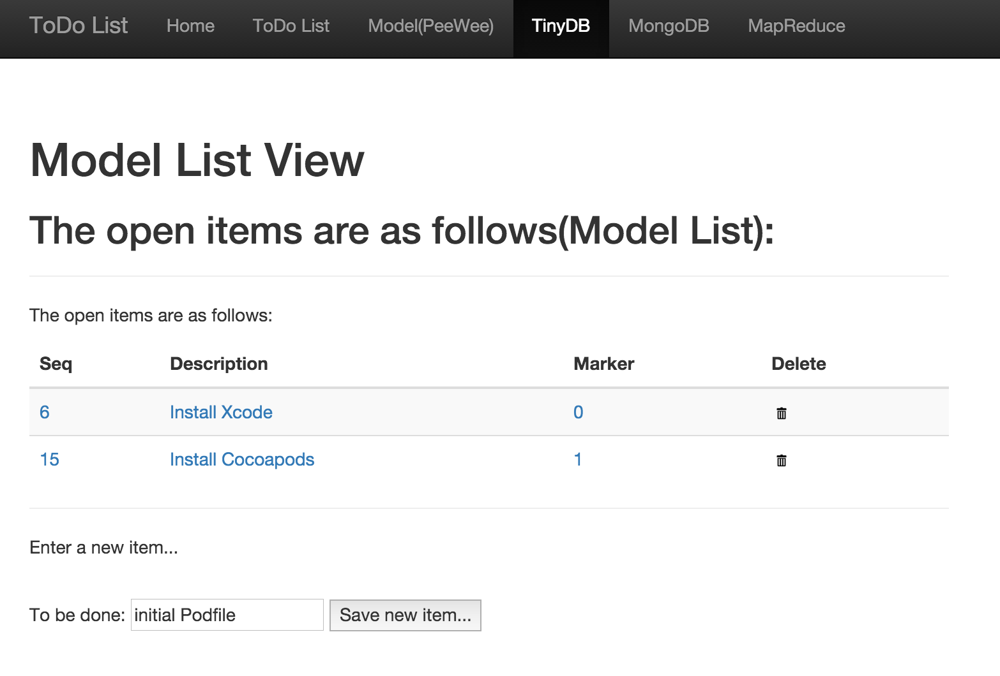 ToDo List Home ToDo List Model(PeeWee) TinyDB MongoDB MapReduce
Model List View
The open items are as follows(Model List):
The open items are as follows:
Seq Description Marker Delete
6 Install Xcode 0
15 Install Cocoapods 1
Enter a new item...
To be done: initial Podfile Save new item...